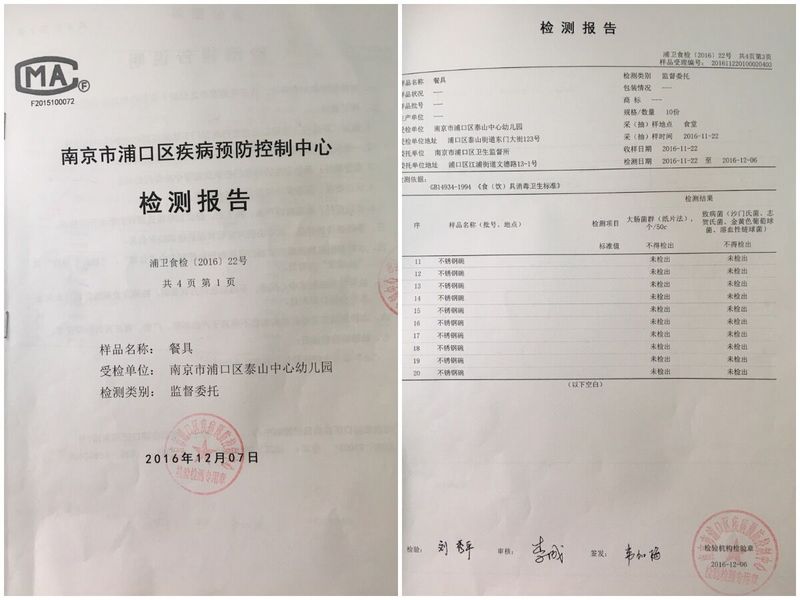 CMA F
F2015100072
南京市浦口区疾病预防控制中心
检测报告
浦卫食检〔2016〕22号
共 4 页 第 1 页
样品名称: 餐具
受检单位: 南京市浦口区泰山中心幼儿园
检测类别: 监督委托
2016年12月07日
检测报告
浦卫食检〔2016〕22号 共4页第3页
样品受理编号: 201611220100020403
样品名称 餐具 检测类别 监督委托
样品状况 --- 包装情况 ---
样品批号 --- 商 标 ---
生产单位 --- 规格/数量 10份
受检单位 南京市浦口区泰山中心幼儿园 采（抽）样地点 食堂
受检单位地址 浦口区泰山街道东门大街123号 采（抽）样时间 2016-11-22
委托单位 南京市浦口区卫生监督所 收样日期 2016-11-22
委托单位地址 浦口区江浦街道文德路13-1号 检测日期 2016-11-22 至 2016-12-06
检测依据:
GB14934-1994 《食（饮）具消毒卫生标准》
检测结果
序 样品名称（批号、地点） 检测项目 大肠菌群（纸片法），个/50c 致病菌（沙门氏菌、志贺氏菌、金黄色葡萄球菌、溶血性链球菌）
标准值 不得检出 不得检出
11 不锈钢碗 未检出 未检出
12 不锈钢碗 未检出 未检出
13 不锈钢碗 未检出 未检出
14 不锈钢碗 未检出 未检出
15 不锈钢碗 未检出 未检出
16 不锈钢碗 未检出 未检出
17 不锈钢碗 未检出 未检出
18 不锈钢碗 未检出 未检出
19 不锈钢碗 未检出 未检出
20 不锈钢碗 未检出 未检出
（以下空白）
检验: 审核: 李城 签发: 检验机构检验章
2016-12-06